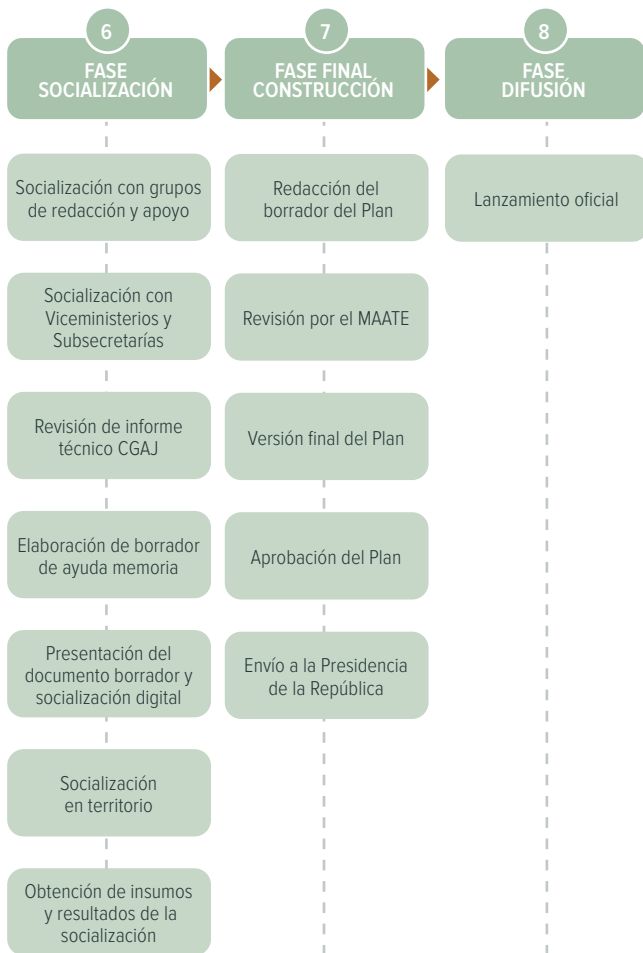 6
FASE
SOCIALIZACIÓN
Socialización con grupos
de redacción y apoyo
Socialización con
Viceministerios y
Subsecretarías
Revisión de informe
técnico CGAJ
Elaboración de borrador
de ayuda memoria
Presentación del
documento borrador y
socialización digital
Socialización
en territorio
Obtención de insumos
y resultados de la
socialización
7
FASE FINAL
CONSTRUCCIÓN
Redacción del
borrador del Plan
Revisión por el MAATE
Versión final del Plan
Aprobación del Plan
Envío a la Presidencia
de la República
8
FASE
DIFUSIÓN
Lanzamiento oficial